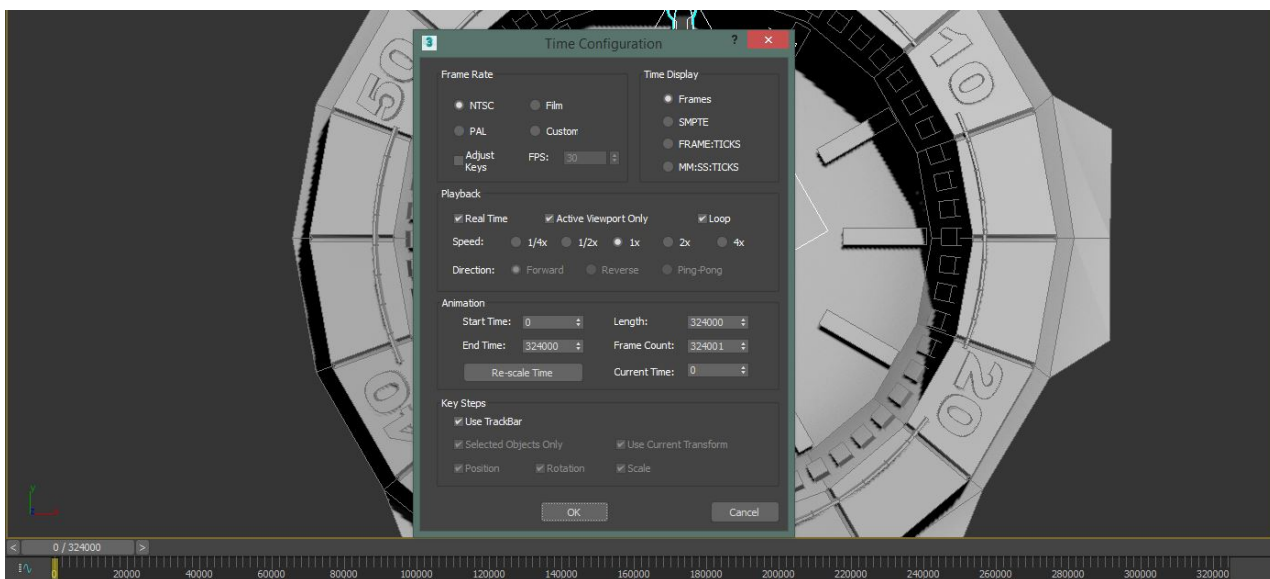 50
10
40
20
3
Time Configuration ? ×
Frame Rate
NTSC Film
PAL Custom
Adjust Keys FPS: 30
Time Display
Frames
SMPTE
FRAME:TICKS
MM:SS:TICKS
Playback
Real Time Active Viewport Only Loop
Speed: 1/4x 1/2x 1x 2x 4x
Direction: Forward Reverse Ping-Pong
Animation
Start Time: 0 Length: 324000
End Time: 324000 Frame Count: 324001
Re-scale Time Current Time: 0
Key Steps
Use TrackBar
Selected Objects Only Use Current Transform
Position Rotation Scale
OK Cancel
y
z x
< 0 / 324000 >
0 20000 40000 60000 80000 100000 120000 140000 160000 180000 200000 220000 240000 260000 280000 300000 320000